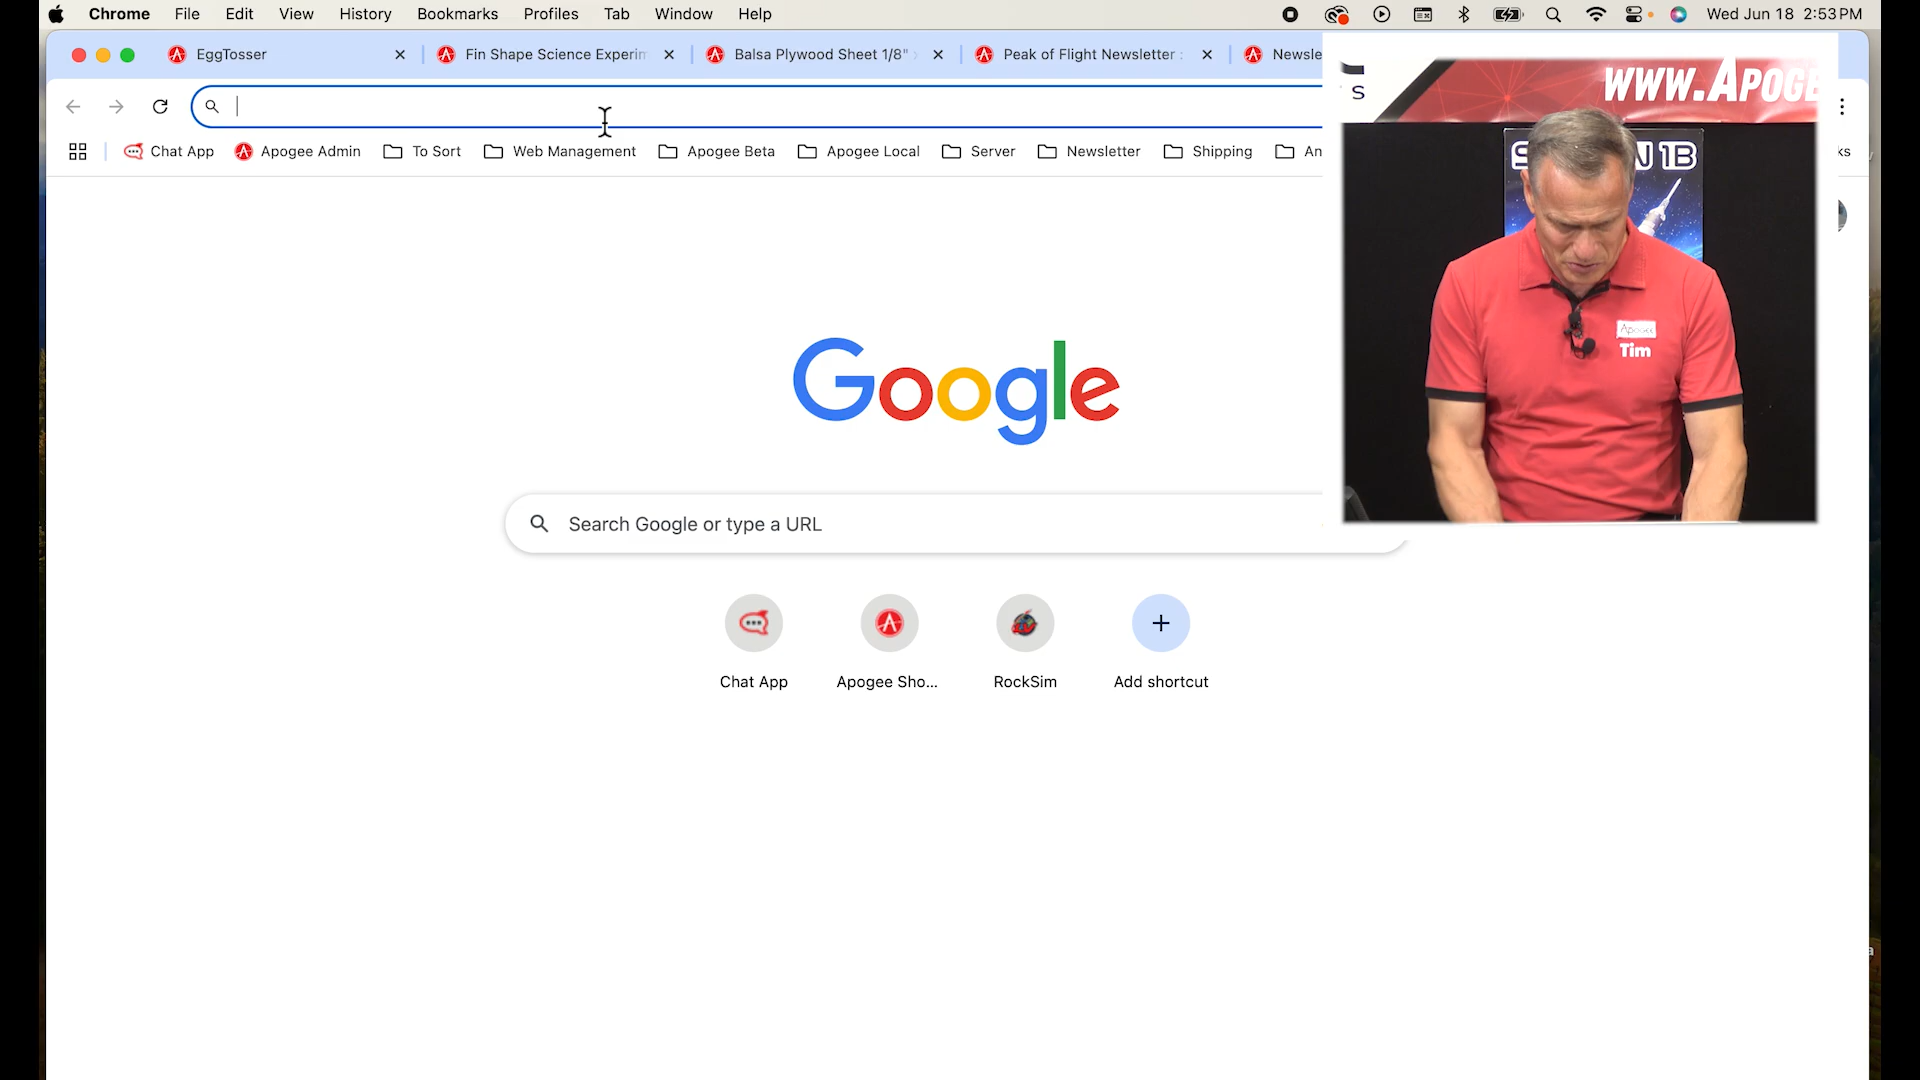 Chrome File Edit View History Bookmarks Profiles Tab Window Help Wed Jun 18 2:53 PM
EggTosser Fin Shape Science Experim Balsa Plywood Sheet 1/8" Peak of Flight Newsletter : Newsle
Chat App Apogee Admin To Sort Web Management Apogee Beta Apogee Local Server Newsletter Shipping An ks
S
WWW.APOGE
1B
Apogee
Tim
Google
Search Google or type a URL
Chat App Apogee Sho... RockSim Add shortcut